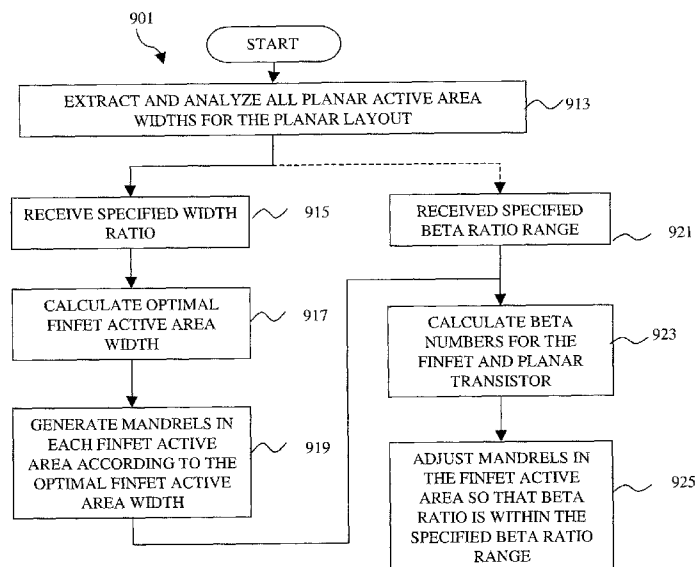 901
START
EXTRACT AND ANALYZE ALL PLANAR ACTIVE AREA
WIDTHS FOR THE PLANAR LAYOUT
913
RECEIVE SPECIFIED WIDTH
RATIO
915
CALCULATE OPTIMAL
FINFET ACTIVE AREA
WIDTH
917
GENERATE MANDRELS IN
EACH FINFET ACTIVE
AREA ACCORDING TO THE
OPTIMAL FINFET ACTIVE
AREA WIDTH
919
RECEIVED SPECIFIED
BETA RATIO RANGE
921
CALCULATE BETA
NUMBERS FOR THE
FINFET AND PLANAR
TRANSISTOR
923
ADJUST MANDRELS IN
THE FINFET ACTIVE
AREA SO THAT BETA
RATIO IS WITHIN THE
SPECIFIED BETA RATIO
RANGE
925